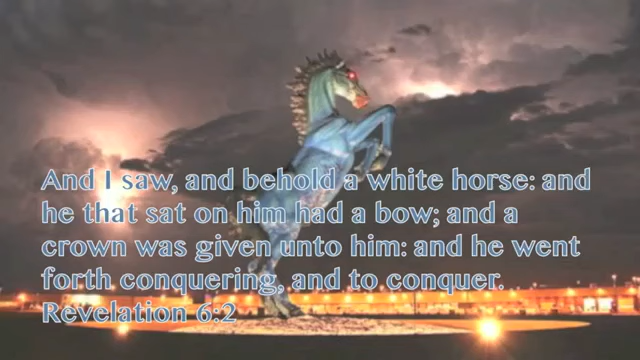 And I saw, and behold a white horse: and
he that sat on him had a bow; and a
crown was given unto him: and he went
forth conquering, and to conquer.
Revelation 6:2